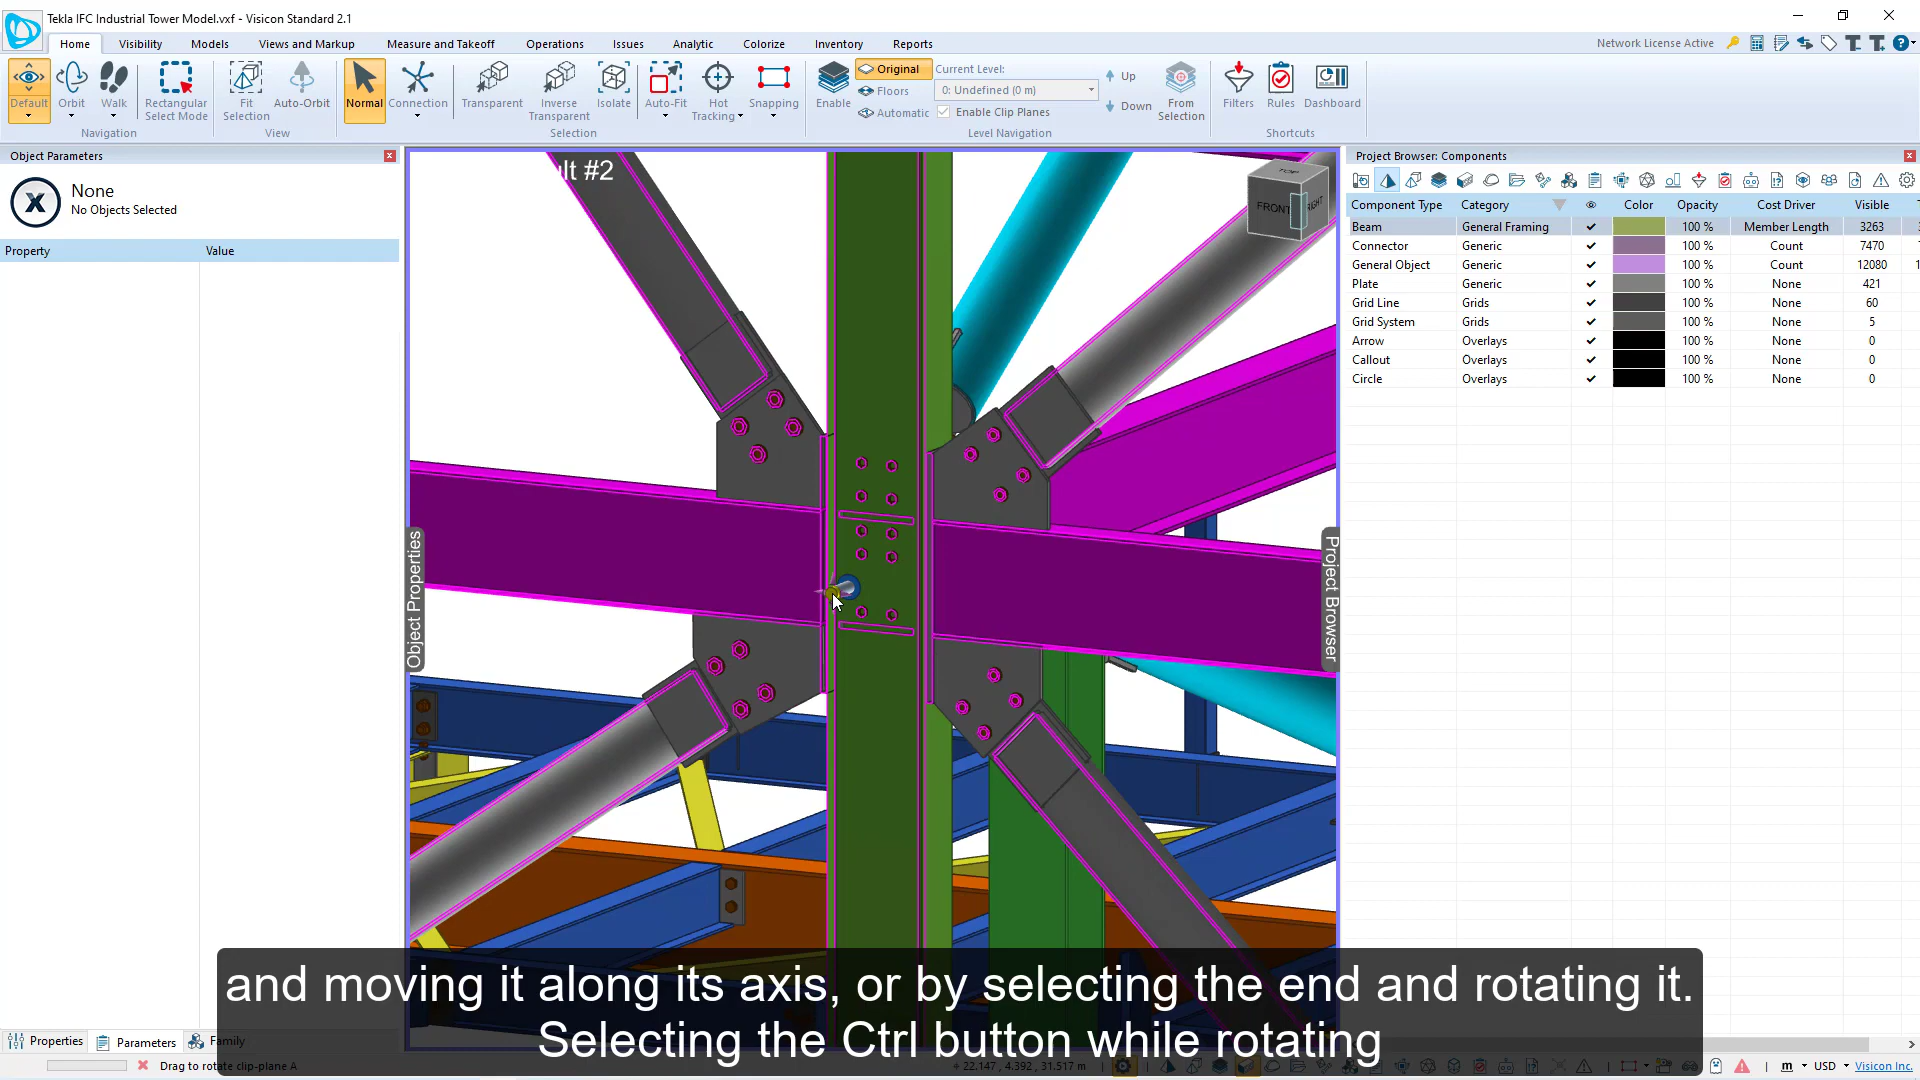 Tekla IFC Industrial Tower Model.vxf - Visicon Standard 2.1
Home
Visibility
Models
Views and Markup
Measure and Takeoff
Operations
Issues
Analytic
Colorize
Inventory
Reports
Network License Active
Default
Orbit
Walk
Rectangular
Select Mode
Navigation
Fit
Selection
Auto-Orbit
View
Normal
Connection
Transparent
Inverse
Transparent
Isolate
Auto-Fit
Hot
Tracking
Snapping
Selection
Enable
Original
Floors
Automatic
Current Level:
0: Undefined (0 m)
Enable Clip Planes
Up
Down
From
Selection
Level Navigation
Filters
Rules
Dashboard
Shortcuts
Object Parameters
None
No Objects Selected
Property Value
ult #2
TOP
FRONT
RIGHT
Object Properties
Project Browser
Project Browser: Components
Component Type Category Color Opacity Cost Driver Visible
Beam General Framing 100 % Member Length 3263
Connector Generic 100 % Count 7470
General Object Generic 100 % Count 12080
Plate Generic 100 % None 421
Grid Line Grids 100 % None 60
Grid System Grids 100 % None 5
Arrow Overlays 100 % None 0
Callout Overlays 100 % None 0
Circle Overlays 100 % None 0
and moving it along its axis, or by selecting the end and rotating it.
Selecting the Ctrl button while rotating
Properties
Parameters
Family
Drag to rotate clip-plane A
22.147, 4.392, 31.517 m
m
USD
Visicon Inc.